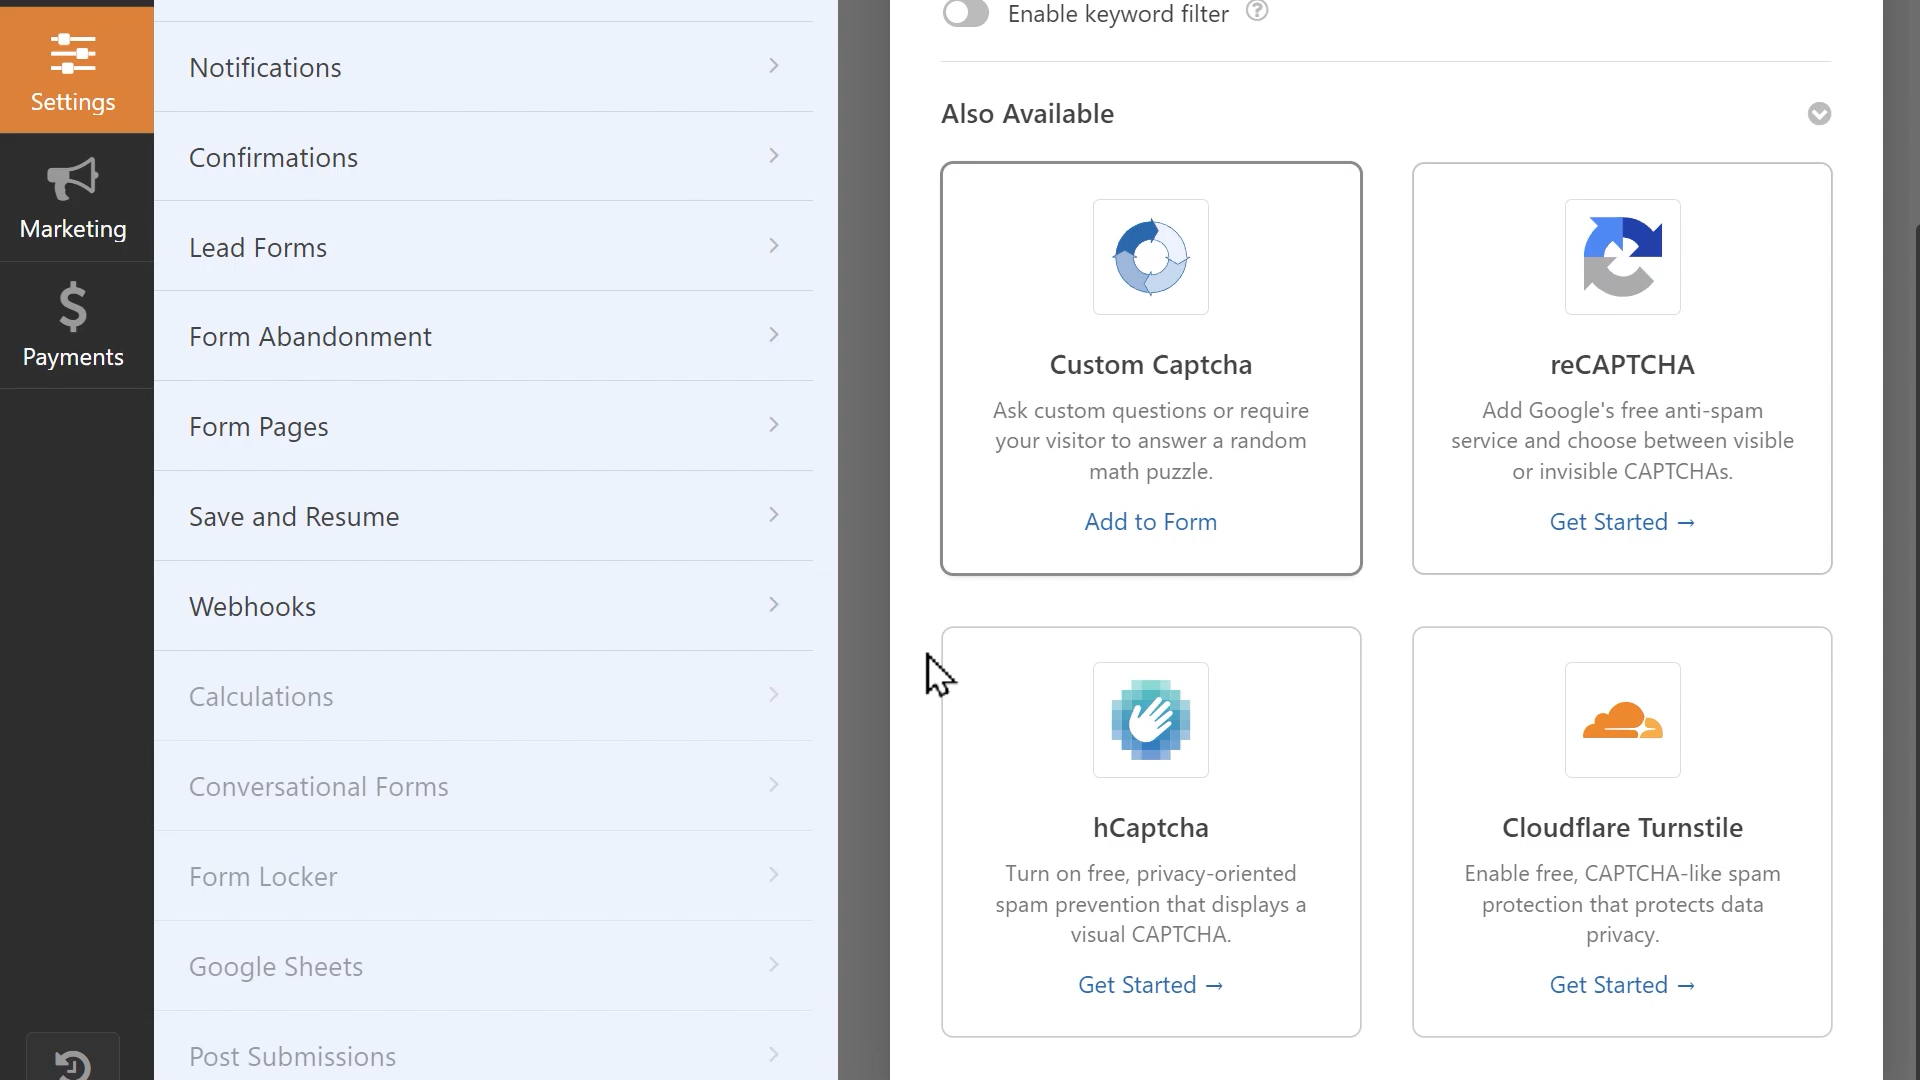 Settings
Marketing
Payments
Notifications
Confirmations
Lead Forms
Form Abandonment
Form Pages
Save and Resume
Webhooks
Calculations
Conversational Forms
Form Locker
Google Sheets
Post Submissions
Enable keyword filter
Also Available
Custom Captcha
Ask custom questions or require
your visitor to answer a random
math puzzle.
Add to Form
reCAPTCHA
Add Google's free anti-spam
service and choose between visible
or invisible CAPTCHAs.
Get Started →
hCaptcha
Turn on free, privacy-oriented
spam prevention that displays a
visual CAPTCHA.
Get Started →
Cloudflare Turnstile
Enable free, CAPTCHA-like spam
protection that protects data
privacy.
Get Started →